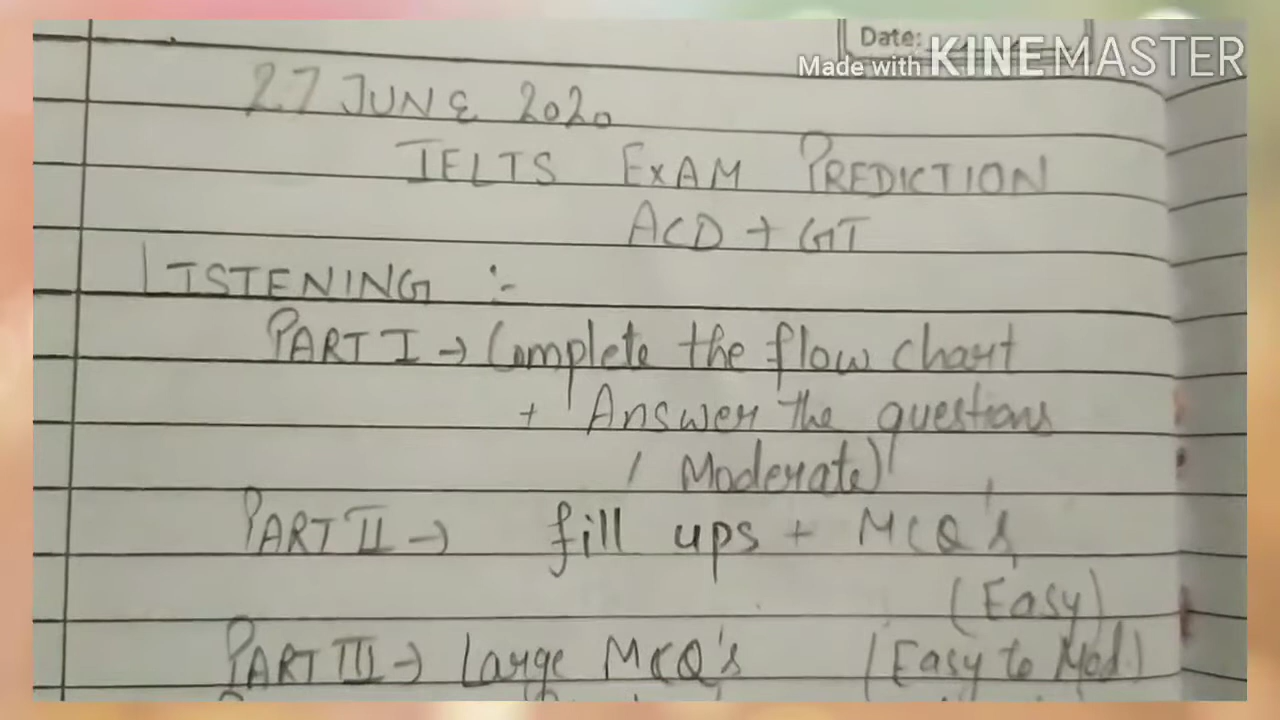 Date:
Made with KINEMASTER
27 JUNE 2020
IELTS EXAM PREDICTION
ACD + GT
LISTENING :-
PART I → Complete the flow chart
+ Answer the questions
( Moderate)
PART II → fill ups + MCQ's
(Easy)
PART III → Large MCQ's (Easy to Mod.)